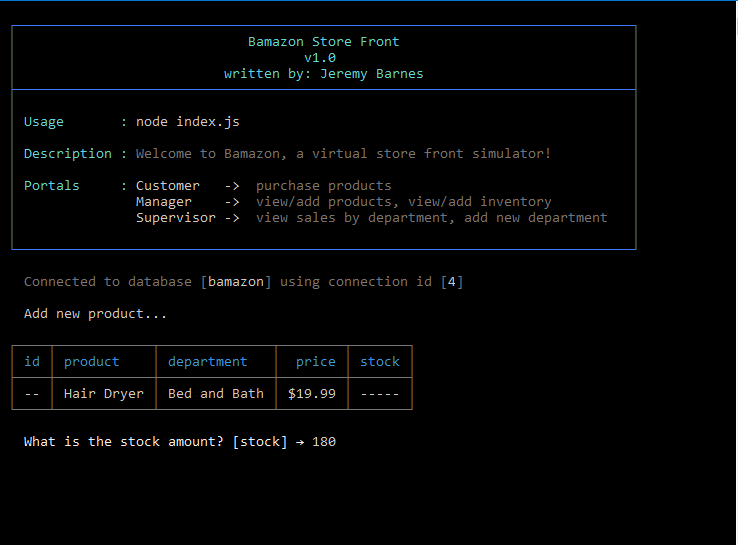 Bamazon Store Front
v1.0
written by: Jeremy Barnes
Usage : node index.js
Description : Welcome to Bamazon, a virtual store front simulator!
Portals : Customer -> purchase products
Manager -> view/add products, view/add inventory
Supervisor -> view sales by department, add new department
Connected to database [bamazon] using connection id [4]
Add new product...
id product department price stock
-- Hair Dryer Bed and Bath $19.99 -----
What is the stock amount? [stock] → 180